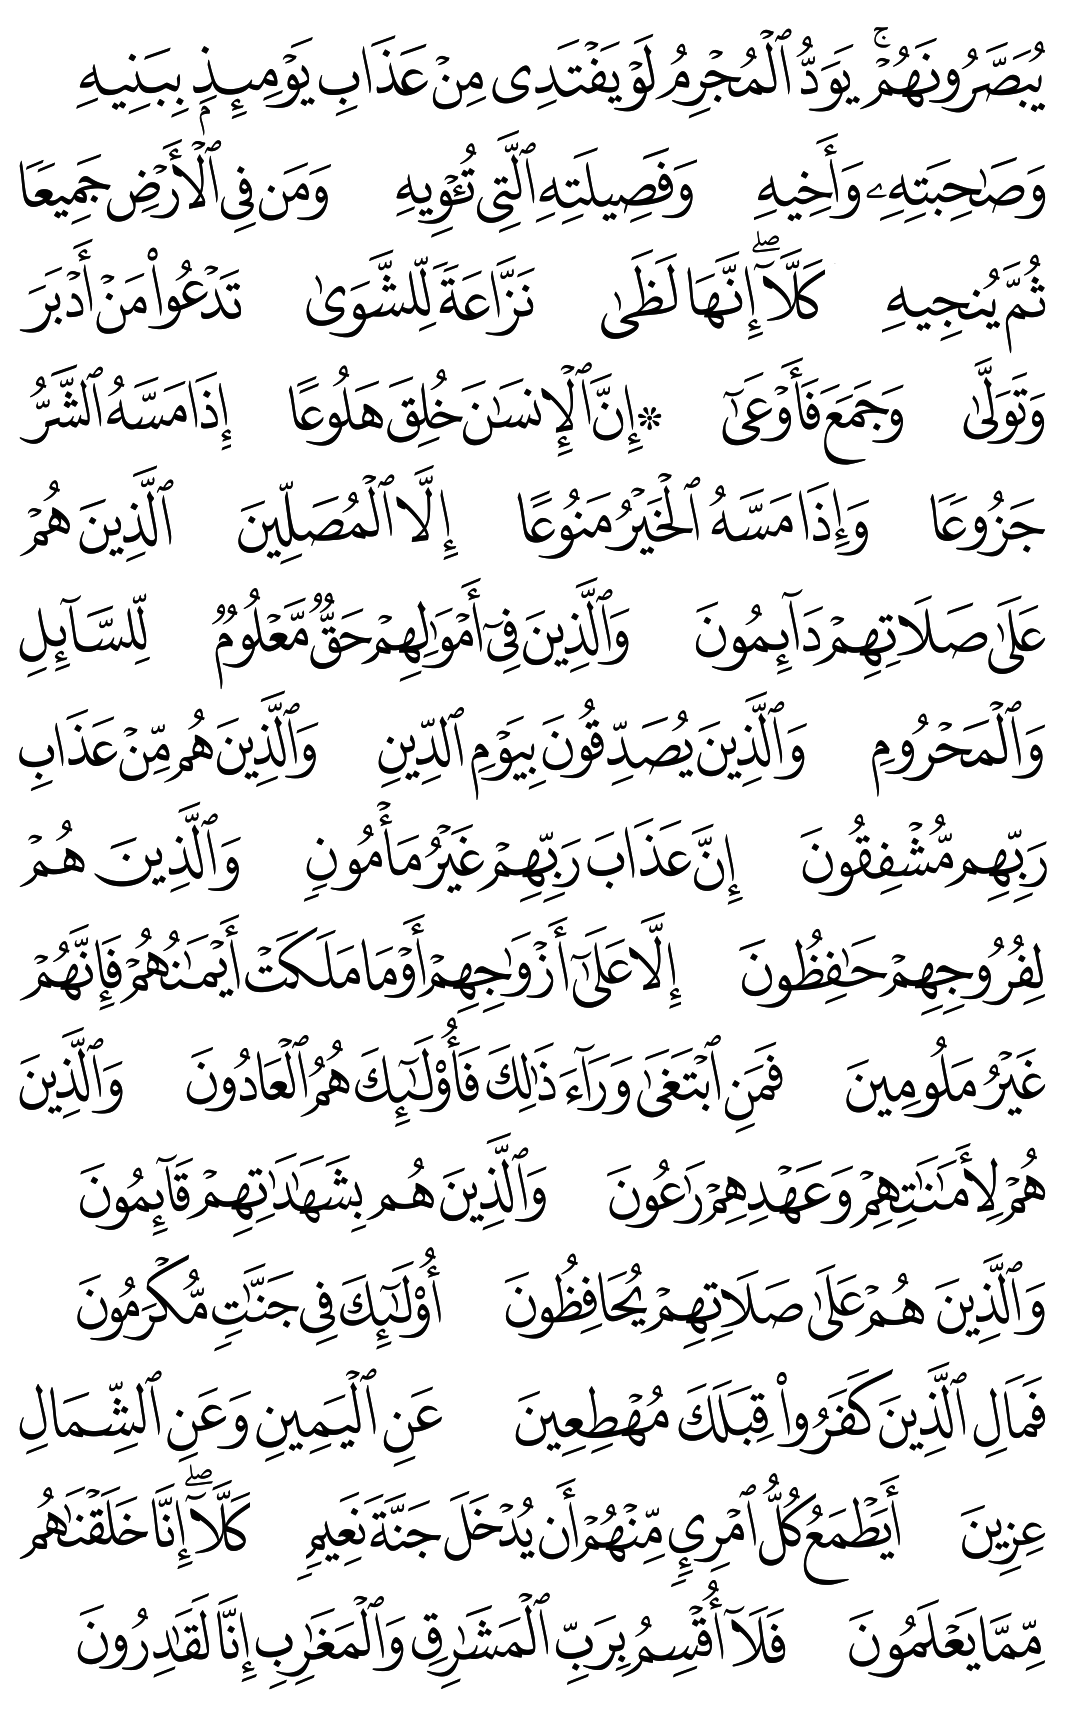 يُبَصَّرُونَهُمۡۚ يَوَدُّ ٱلۡمُجۡرِمُ لَوۡ يَفۡتَدِى مِنۡ عَذَابِ يَوۡمِئِذِۭ بِبَنِيهِ
وَصَـٰحِبَتِهِۦ وَأَخِيهِ وَفَصِيلَتِهِ ٱلَّتِى تُـٔۡوِيهِ وَمَن فِى ٱلۡأَرۡضِ جَمِيعًا
ثُمَّ يُنجِيهِ كَلَّآۖ إِنَّهَا لَظَىٰ نَزَّاعَةً لِّلشَّوَىٰ تَدۡعُواْ مَنۡ أَدۡبَرَ
وَتَوَلَّىٰ وَجَمَعَ فَأَوۡعَىٰٓ * إِنَّ ٱلۡإِنسَـٰنَ خُلِقَ هَلُوعًا إِذَا مَسَّهُ ٱلشَّرُّ
جَزُوعًا وَإِذَا مَسَّهُ ٱلۡخَيۡرُ مَنُوعًا إِلَّا ٱلۡمُصَلِّينَ ٱلَّذِينَ هُمۡ
عَلَىٰ صَلَاتِهِمۡ دَآئِمُونَ وَٱلَّذِينَ فِىٓ أَمۡوَٰلِهِمۡ حَقٌّ مَّعۡلُومٌ لِّلسَّآئِلِ
وَٱلۡمَحۡرُومِ وَٱلَّذِينَ يُصَدِّقُونَ بِيَوۡمِ ٱلدِّينِ وَٱلَّذِينَ هُم مِّنۡ عَذَابِ
رَبِّهِم مُّشۡفِقُونَ إِنَّ عَذَابَ رَبِّهِمۡ غَيۡرُ مَأۡمُونٍ وَٱلَّذِينَ هُمۡ
لِفُرُوجِهِمۡ حَـٰفِظُونَ إِلَّا عَلَىٰٓ أَزۡوَٰجِهِمۡ أَوۡ مَا مَلَكَتۡ أَيۡمَـٰنُهُمۡ فَإِنَّهُمۡ
غَيۡرُ مَلُومِينَ فَمَنِ ٱبۡتَغَىٰ وَرَآءَ ذَٰلِكَ فَأُوْلَـٰٓئِكَ هُمُ ٱلۡعَادُونَ وَٱلَّذِينَ
هُمۡ لِأَمَـٰنَـٰتِهِمۡ وَعَهۡدِهِمۡ رَٰعُونَ وَٱلَّذِينَ هُم بِشَهَـٰدَٰتِهِمۡ قَآئِمُونَ
وَٱلَّذِينَ هُمۡ عَلَىٰ صَلَاتِهِمۡ يُحَافِظُونَ أُوْلَـٰٓئِكَ فِى جَنَّـٰتٍ مُّكۡرَمُونَ
فَمَالِ ٱلَّذِينَ كَفَرُواْ قِبَلَكَ مُهۡطِعِينَ عَنِ ٱلۡيَمِينِ وَعَنِ ٱلشِّمَالِ
عِزِينَ أَيَطۡمَعُ كُلُّ ٱمۡرِىٍٕ مِّنۡهُمۡ أَن يُدۡخَلَ جَنَّةَ نَعِيمٍ كَلَّآۖ إِنَّا خَلَقۡنَـٰهُم
مِّمَّا يَعۡلَمُونَ فَلَآ أُقۡسِمُ بِرَبِّ ٱلۡمَشَـٰرِقِ وَٱلۡمَغَـٰرِبِ إِنَّا لَقَـٰدِرُونَ